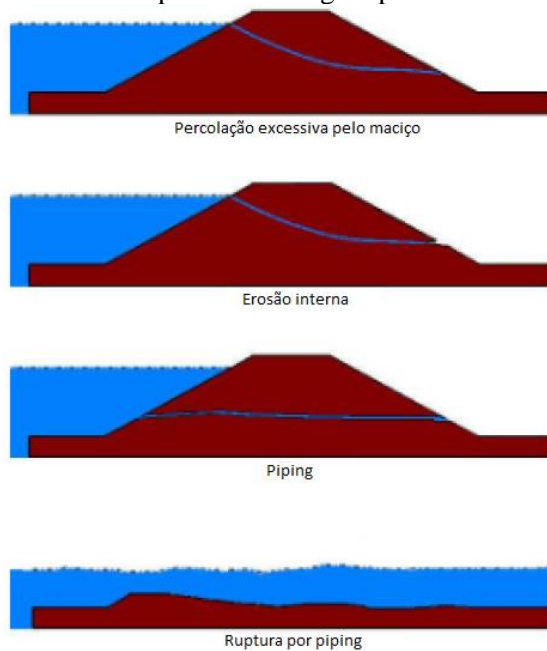 Percolação excessiva pelo maciço
Erosão interna
Piping
Ruptura por piping